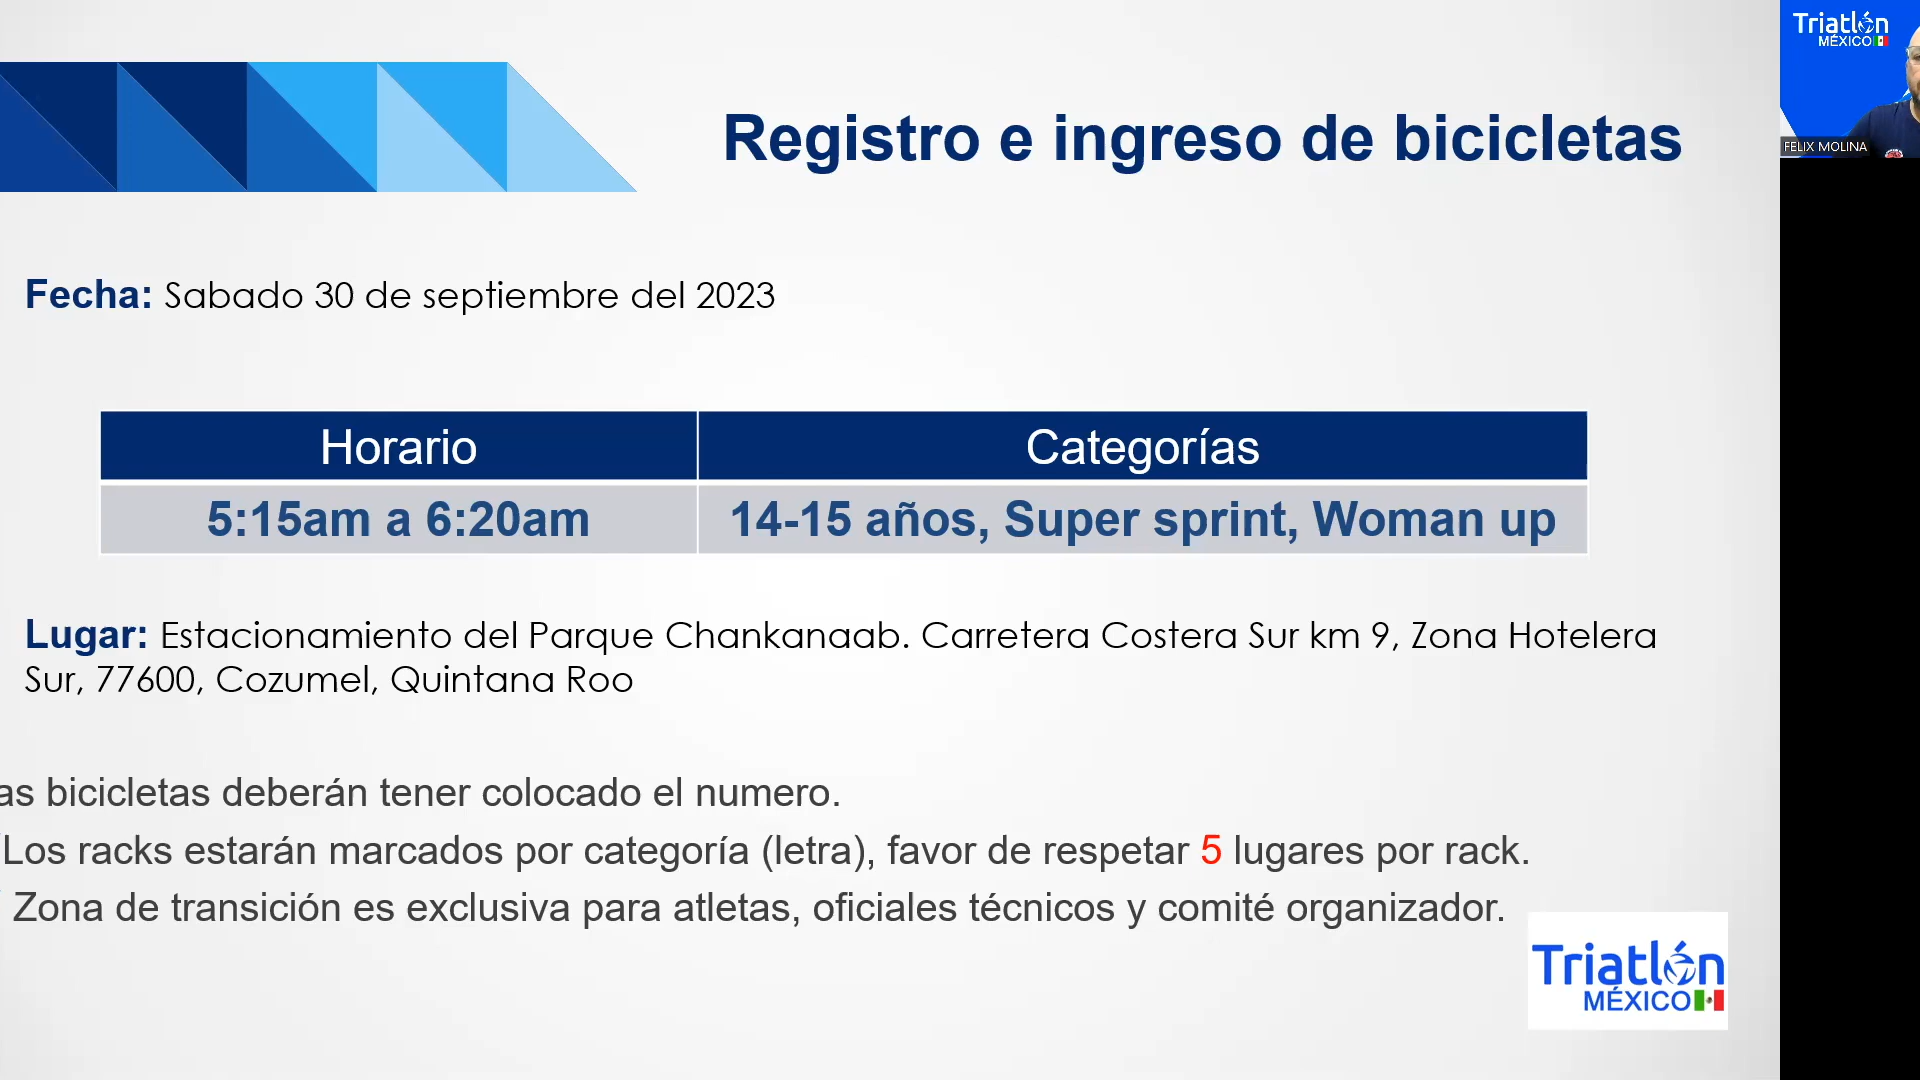 Registro e ingreso de bicicletas
Triatlón
MÉXICO
FELIX MOLINA
Fecha: Sabado 30 de septiembre del 2023
Horario
Categorías
5:15am a 6:20am
14-15 años, Super sprint, Woman up
Lugar: Estacionamiento del Parque Chankanaab. Carretera Costera Sur km 9, Zona Hotelera
Sur, 77600, Cozumel, Quintana Roo
as bicicletas deberán tener colocado el numero.
Los racks estarán marcados por categoría (letra), favor de respetar 5 lugares por rack.
Zona de transición es exclusiva para atletas, oficiales técnicos y comité organizador.
Triatlón
MÉXICO